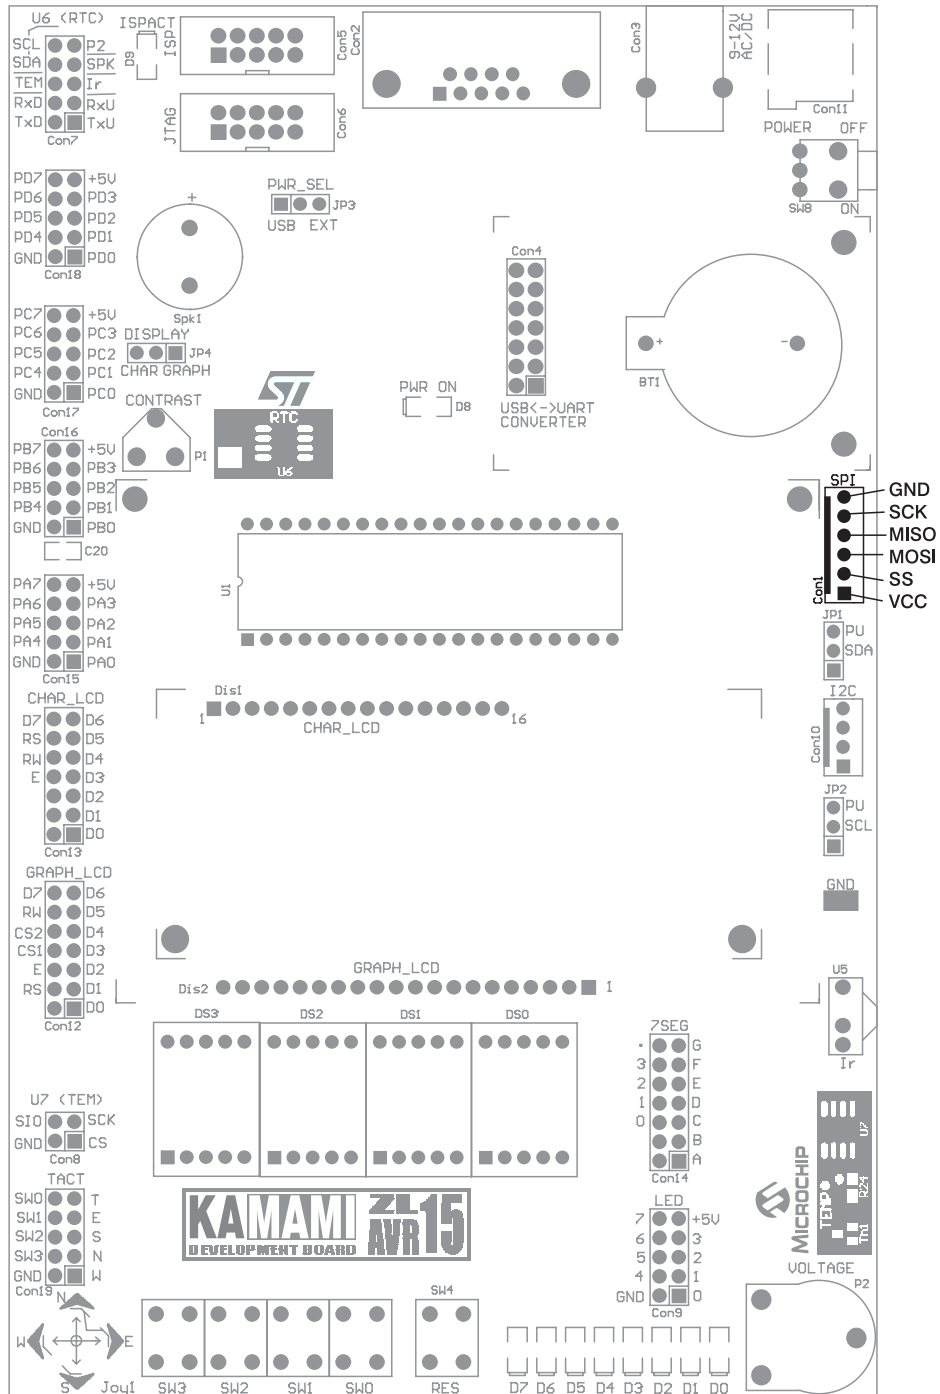 U6 (RTC)
SCL P2
SDA SPK
TEM Ir
RxD RxU
TxD TxU
Con7
ISPACT
D9
ISP
Con5
Con2
JTAG
Con6
Con3
9-12V
AC/DC
Con11
POWER OFF
SW8 ON
PD7 +5V
PD6 PD3
PD5 PD2
PD4 PD1
GND PD0
Con18
+
Spk1
PWR_SEL
JP3
USB EXT
Con4
USB<->UART
CONVERTER
+ -
BT1
PC7 +5V
PC6 PC3
PC5 PC2
PC4 PC1
GND PC0
Con17
DISPLAY
JP4
CHAR GRAPH
CONTRAST
P1
ST
RTC
U6
PWR ON
D8
Con16
PB7 +5V
PB6 PB3
PB5 PB2
PB4 PB1
GND PB0
C20
SPI
GND
SCK
MISO
MOSI
SS
VCC
Con1
U1
PA7 +5V
PA6 PA3
PA5 PA2
PA4 PA1
GND PA0
Con15
JP1
PU
SDA
I2C
Con10
JP2
PU
SCL
GND
CHAR_LCD
D7 D6
RS D5
RW D4
E D3
D2
D1
D0
Con13
Dis1
1 16
CHAR_LCD
GRAPH_LCD
D7 D6
RW D5
CS2 D4
CS1 D3
E D2
RS D1
D0
Con12
GRAPH_LCD
Dis2 1
DS3 DS2 DS1 DS0
7SEG
. G
3 F
2 E
1 D
0 C
B
A
Con14
U5
Ir
U7 (TEM)
SIO SCK
GND CS
Con8
TACT
SW0 T
SW1 E
SW2 S
SW3 N
GND W
Con19
N
W E
S
Joy1
KAMAMI
DEVELOPMENT BOARD
ZL
AVR
15
SW3 SW2 SW1 SW0
SW4
RES
LED
7 +5V
6 3
5 2
4 1
GND 0
Con9
D7 D6 D5 D4 D3 D2 D1 D0
MICROCHIP
TEMP
U7
R24
Tm1
VOLTAGE
P2